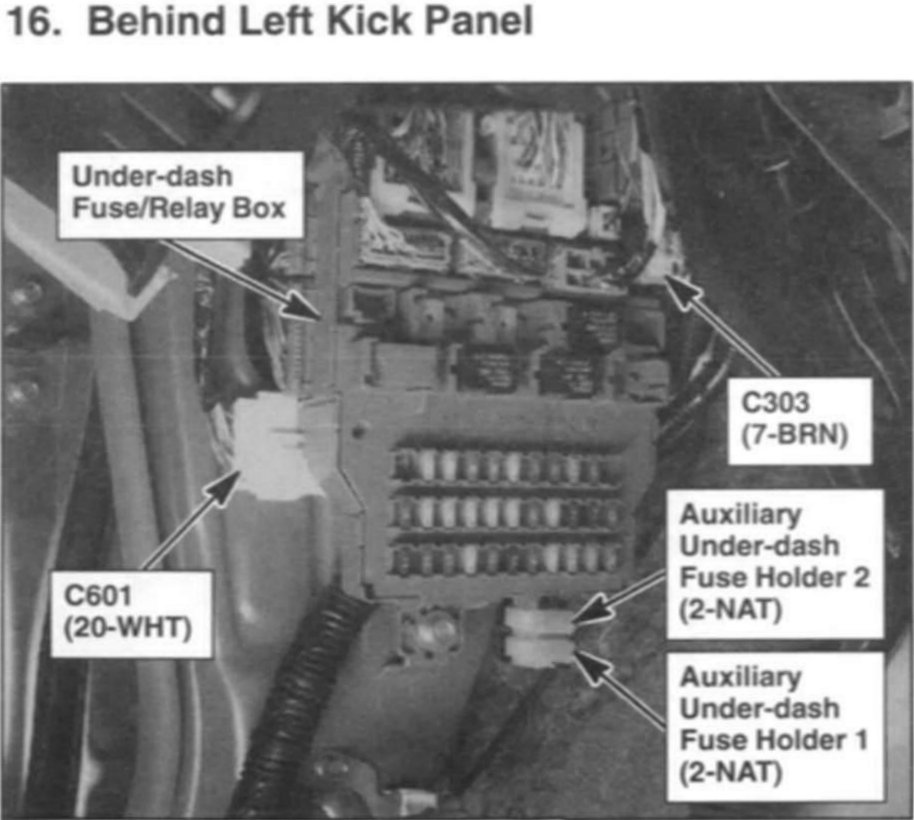 16. Behind Left Kick Panel
Under-dash
Fuse/Relay Box
C303
(7-BRN)
Auxiliary
Under-dash
Fuse Holder 2
(2-NAT)
C601
(20-WHT)
Auxiliary
Under-dash
Fuse Holder 1
(2-NAT)